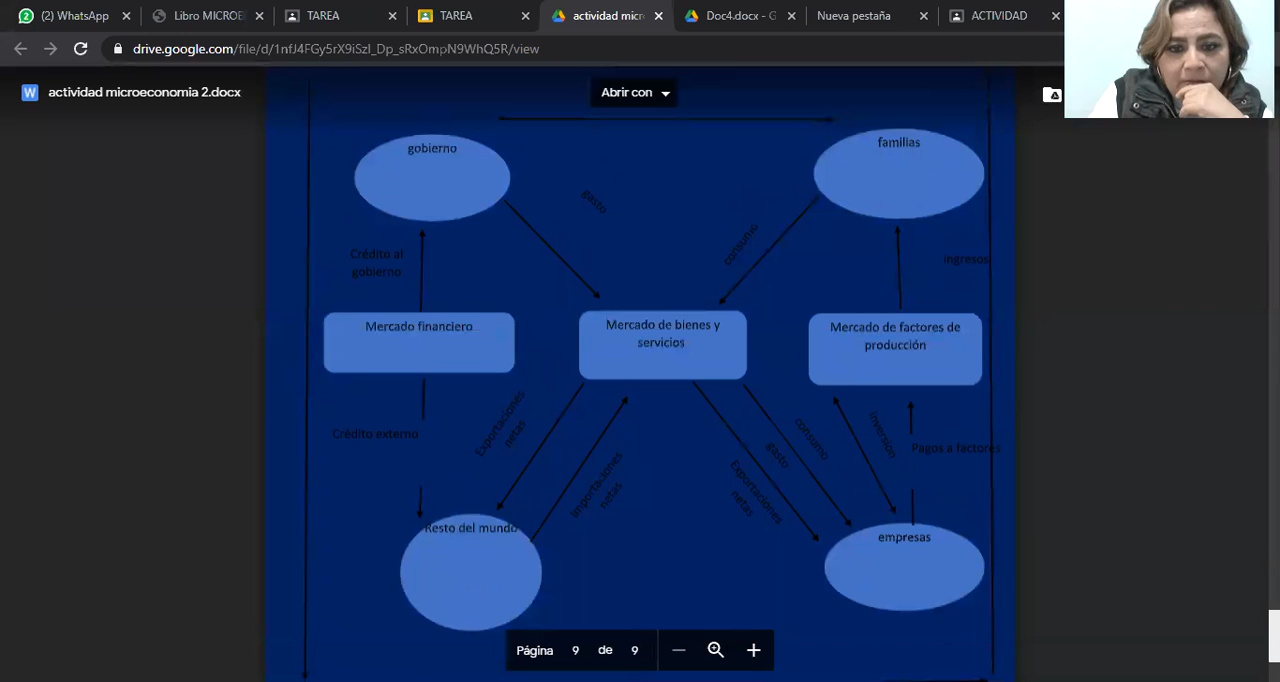 (2) WhatsApp
Libro MICROE
TAREA
TAREA
actividad micr
Doc4.docx - G
Nueva pestaña
ACTIVIDAD
drive.google.com/file/d/1nfJ4FGy5rX9iSzI_Dp_sRxOmpN9WhQ5R/view
W
actividad microeconomia 2.docx
Abrir con
gobierno
familias
gasto
consumo
Crédito al
gobierno
ingresos
Mercado financiero
Mercado de bienes y
servicios
Mercado de factores de
producción
Crédito externo
Exportaciones
netas
Importaciones
netas
Exportaciones
netas
gasto
consumo
inversion
Pagos a factores
Resto del mundo
empresas
Página 9 de 9